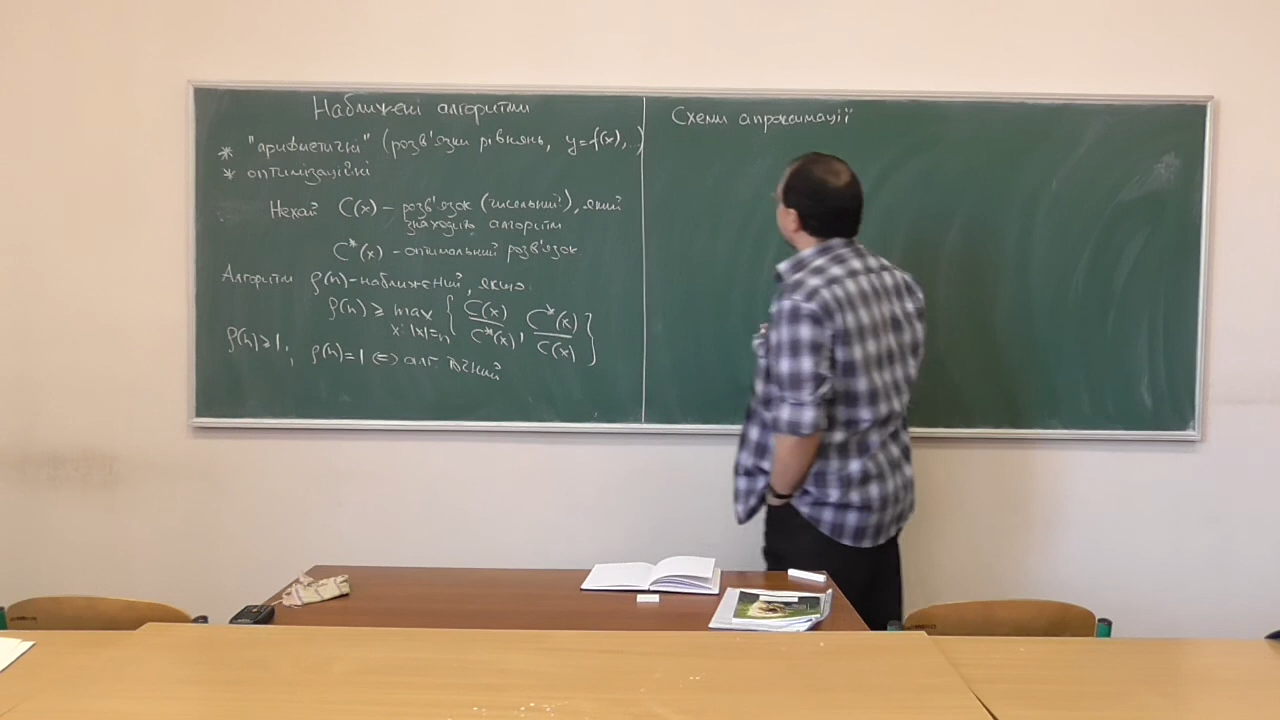 Наближені алгоритми
* "арифметичні" (розв'язки рівнянь, y=f(x),...)
* оптимізаційні
Нехай C(x) – розв'язок (чисельний!), який
знаходить алгоритм
C*(x) - оптимальний розв'язок
Алгоритм ρ(n)-наближений, якщо:
ρ(n) ≥ max { C(x)/C*(x), C*(x)/C(x) }
x: |x|=n
ρ(n)≥1; ρ(n)=1 ⇔ алг. точний
Схеми апроксимації